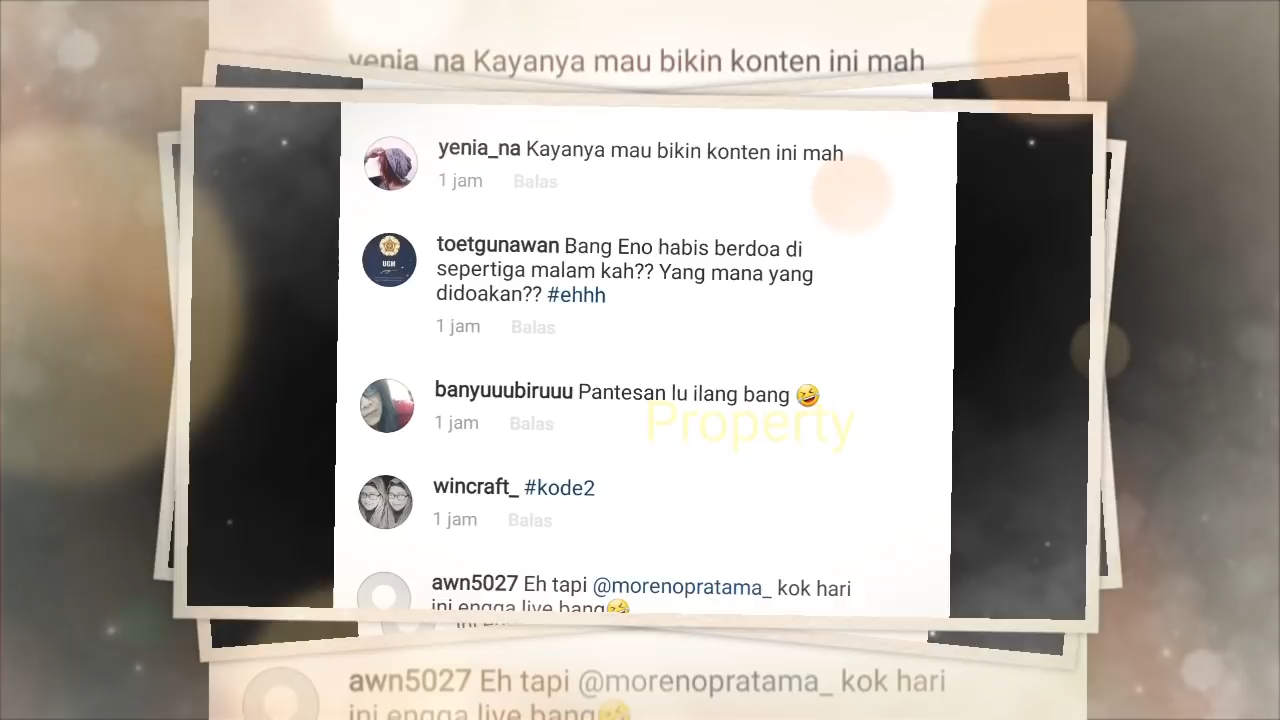 yenia_na Kayanya mau bikin konten ini mah
yenia_na Kayanya mau bikin konten ini mah
1 jam Balas
toetgunawan Bang Eno habis berdoa di
sepertiga malam kah?? Yang mana yang
didoakan?? #ehhh
UGM
1 jam Balas
banyuuubiruuu Pantesan lu ilang bang 🤣
1 jam Balas
Property
wincraft_ #kode2
1 jam Balas
awn5027 Eh tapi @morenopratama_ kok hari
ini engga live bang🤣
awn5027 Eh tapi @morenopratama_ kok hari
ini engga live bang🤣